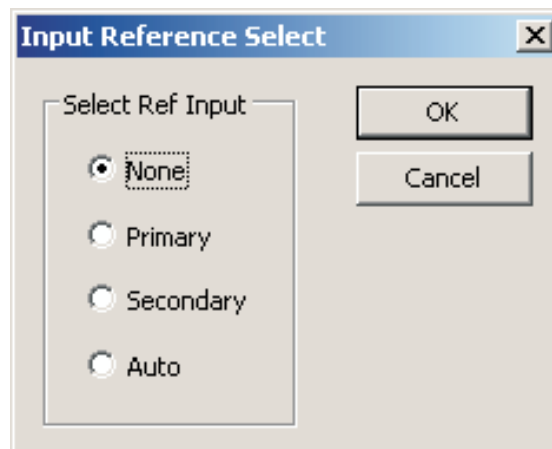 Input Reference Select
Select Ref Input
OK
None
Cancel
Primary
Secondary
Auto